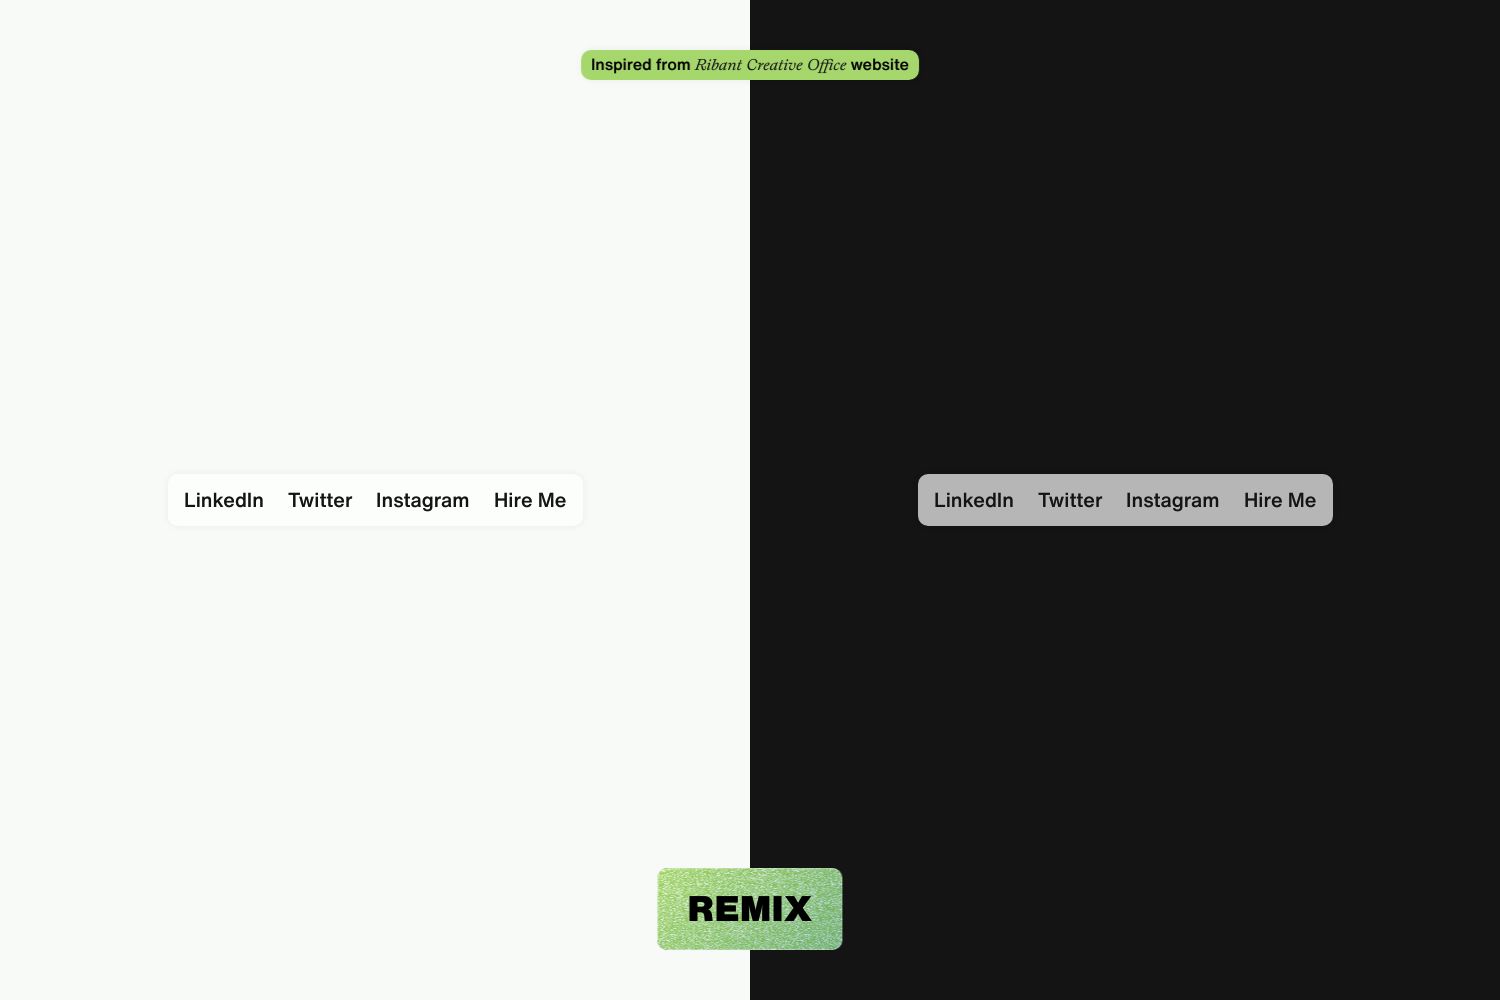 Inspired from Ribant Creative Office website
LinkedIn Twitter Instagram Hire Me
LinkedIn Twitter Instagram Hire Me
REMIX